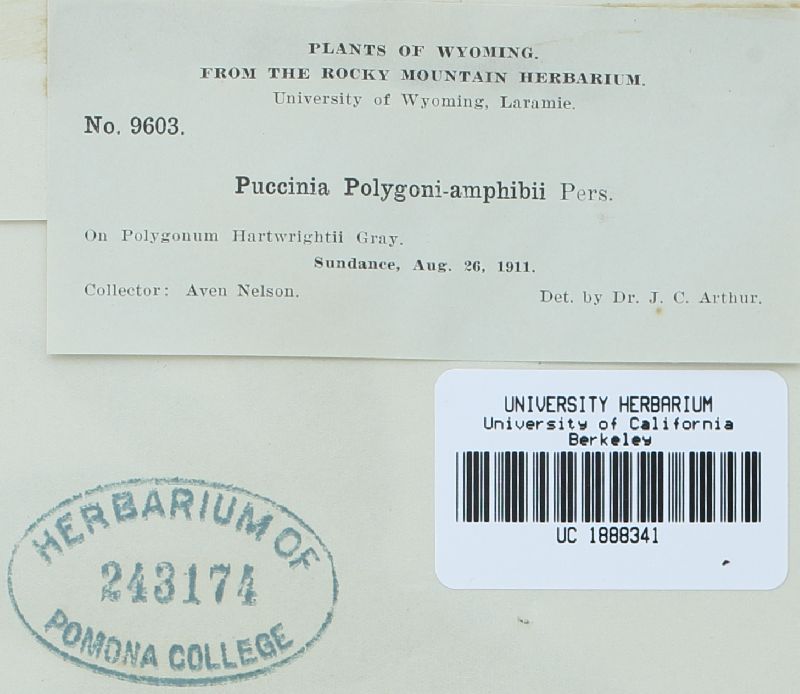 PLANTS OF WYOMING.
FROM THE ROCKY MOUNTAIN HERBARIUM.
University of Wyoming, Laramie.
No. 9603.
Puccinia Polygoni-amphibii Pers.
On Polygonum Hartwrightii Gray.
Sundance, Aug. 26, 1911.
Collector: Aven Nelson.
Det. by Dr. J. C. Arthur.
UNIVERSITY HERBARIUM
University of California
Berkeley
UC 1888341
HERBARIUM OF
243174
POMONA COLLEGE